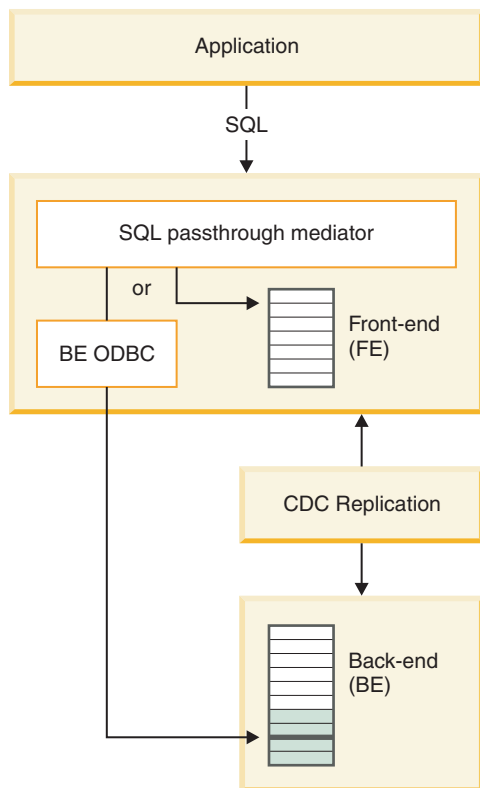 Application
SQL
SQL passthrough mediator
or
BE ODBC
Front-end
(FE)
CDC Replication
Back-end
(BE)